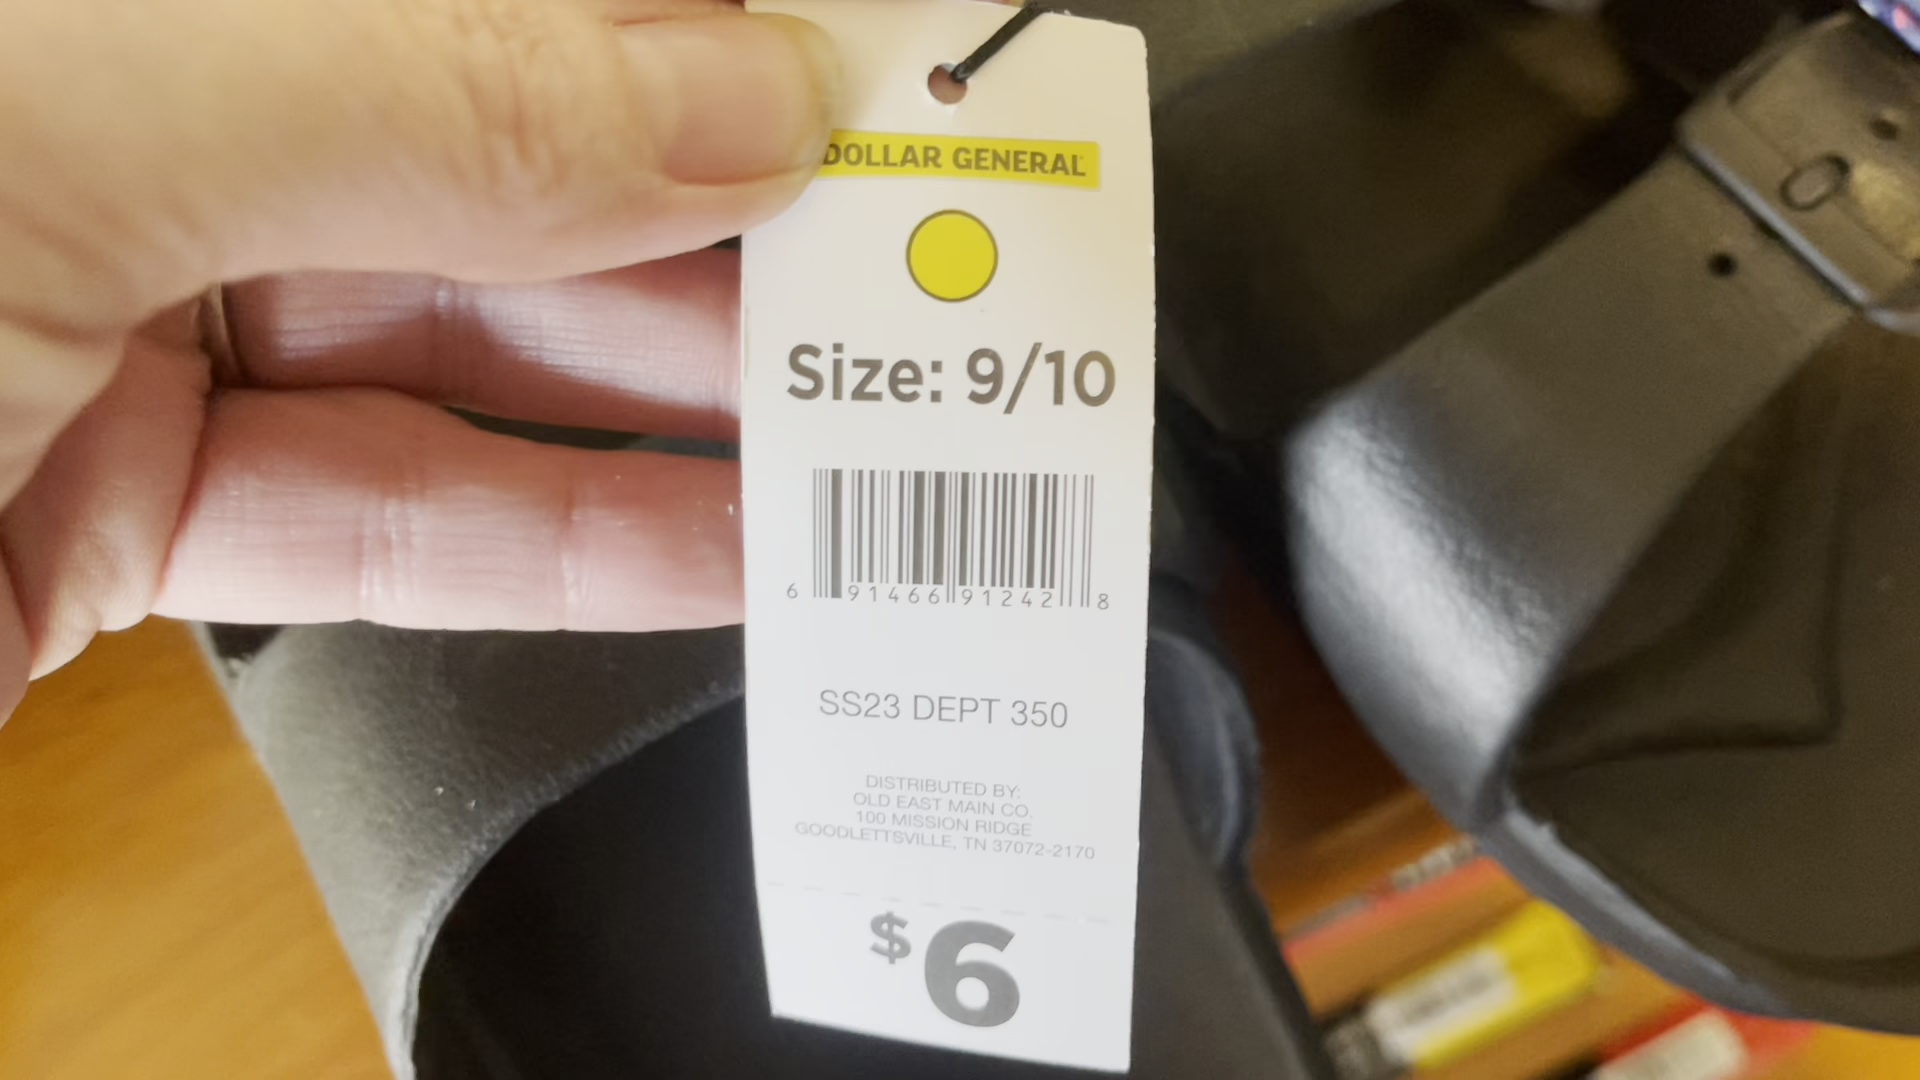 DOLLAR GENERAL
Size: 9/10
6 91466 91242 8
SS23 DEPT 350
DISTRIBUTED BY:
OLD EAST MAIN CO.
100 MISSION RIDGE
GOODLETTSVILLE, TN 37072-2170
$6